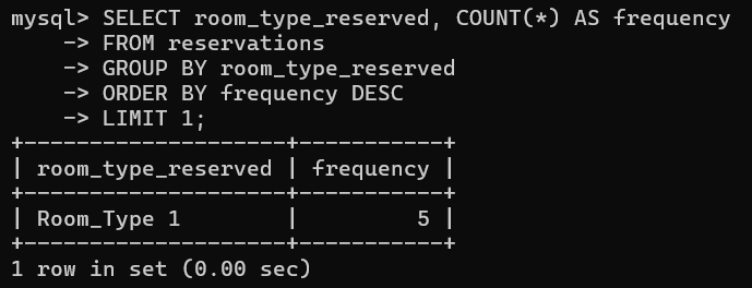 mysql> SELECT room_type_reserved, COUNT(*) AS frequency
    -> FROM reservations
    -> GROUP BY room_type_reserved
    -> ORDER BY frequency DESC
    -> LIMIT 1;
+--------------------+-----------+
| room_type_reserved | frequency |
+--------------------+-----------+
| Room_Type 1        |         5 |
+--------------------+-----------+
1 row in set (0.00 sec)